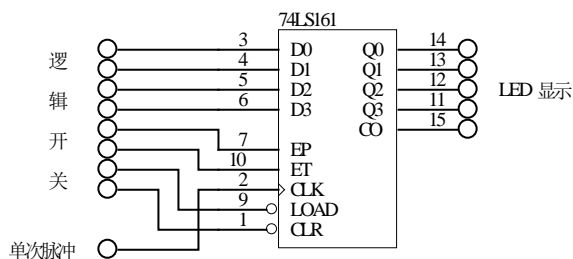 74LS161
3 D0 Q0 14
4 D1 Q1 13
5 D2 Q2 12
6 D3 Q3 11
CO 15
7 EP
10 ET
2 CLK
9 LOAD
1 CLR
逻
辑
开
关
单次脉冲
LED 显示